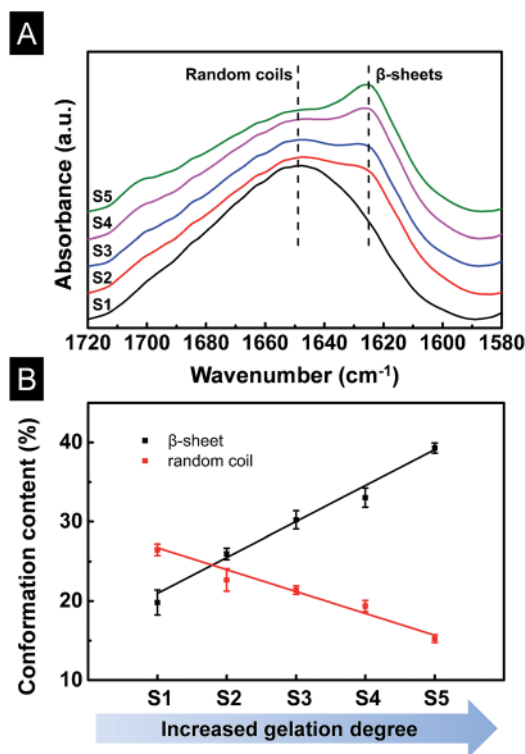 A
Random coils
β-sheets
S5
S4
S3
S2
S1
Absorbance (a.u.)
1720 1700 1680 1660 1640 1620 1600 1580
Wavenumber (cm⁻¹)
B
β-sheet
random coil
Conformation content (%)
40
30
20
10
S1 S2 S3 S4 S5
Increased gelation degree